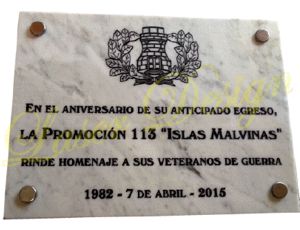 EN EL ANIVERSARIO DE SU ANTICIPADO EGRESO,
LA PROMOCIÓN 113 "ISLAS MALVINAS"
RINDE HOMENAJE A SUS VETERANOS DE GUERRA
1982 - 7 DE ABRIL - 2015